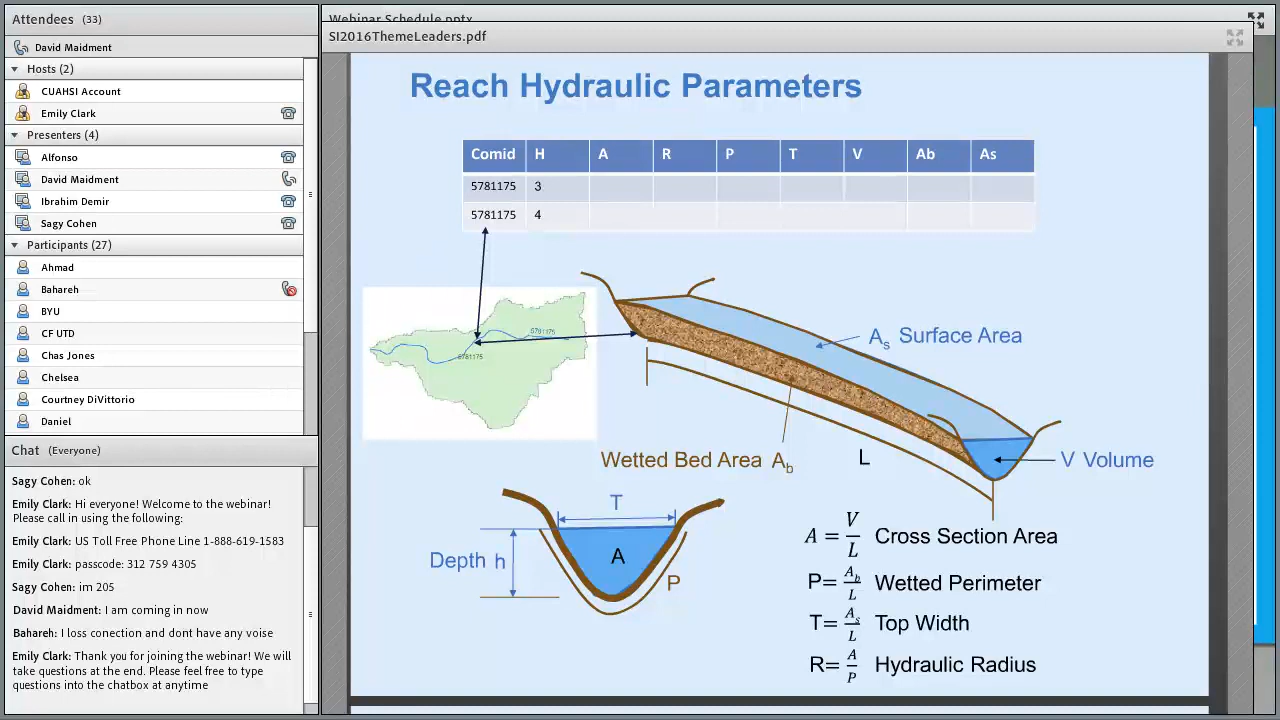 Attendees (33)
David Maidment
Hosts (2)
CUAHSI Account
Emily Clark
Presenters (4)
Alfonso
David Maidment
Ibrahim Demir
Sagy Cohen
Participants (27)
Ahmad
Bahareh
BYU
CF UTD
Chas Jones
Chelsea
Courtney DiVittorio
Daniel
Chat (Everyone)
Sagy Cohen: ok
Emily Clark: Hi everyone! Welcome to the webinar!
Please call in using the following:
Emily Clark: US Toll Free Phone Line 1-888-619-1583
Emily Clark: passcode: 312 759 4305
Sagy Cohen: im 205
David Maidment: I am coming in now
Bahareh: I loss conection and dont have any voise
Emily Clark: Thank you for joining the webinar! We will
take questions at the end. Please feel free to type
questions into the chatbox at anytime
Webinar Schedule.pptx
SI2016ThemeLeaders.pdf
Reach Hydraulic Parameters
Comid H A R P T V Ab As
5781175 3
5781175 4
5781175
5781175
As Surface Area
Wetted Bed Area Ab
L
V Volume
T
Depth h
A
P
A = V/L Cross Section Area
P= Ab/L Wetted Perimeter
T= As/L Top Width
R= A/P Hydraulic Radius